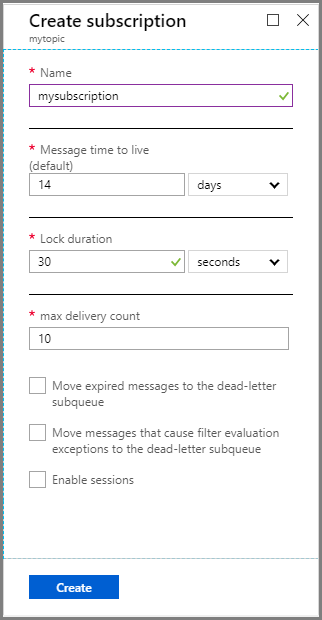 Create subscription
mytopic
* Name
mysubscription
* Message time to live
(default)
14 days
* Lock duration
30 seconds
* max delivery count
10
Move expired messages to the dead-letter
subqueue
Move messages that cause filter evaluation
exceptions to the dead-letter subqueue
Enable sessions
Create